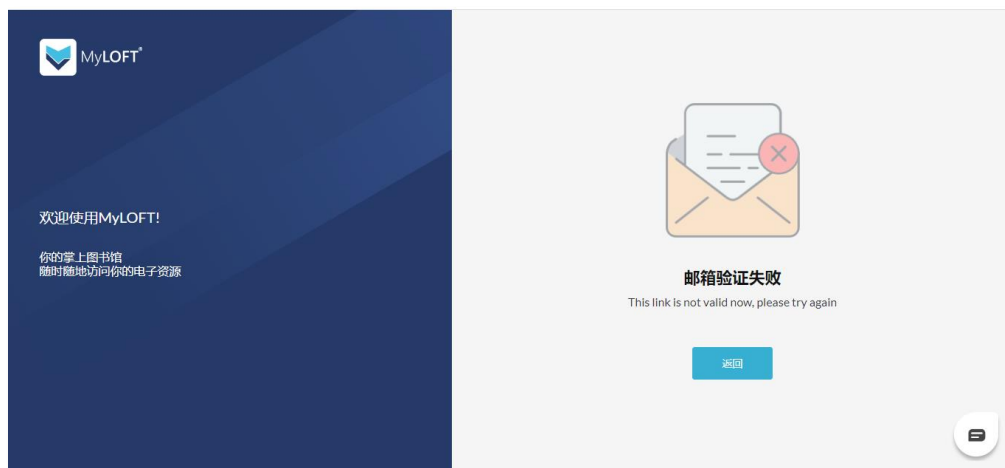 MyLOFT®
欢迎使用MyLOFT!
你的掌上图书馆
随时随地访问你的电子资源
邮箱验证失败
This link is not valid now, please try again
返回